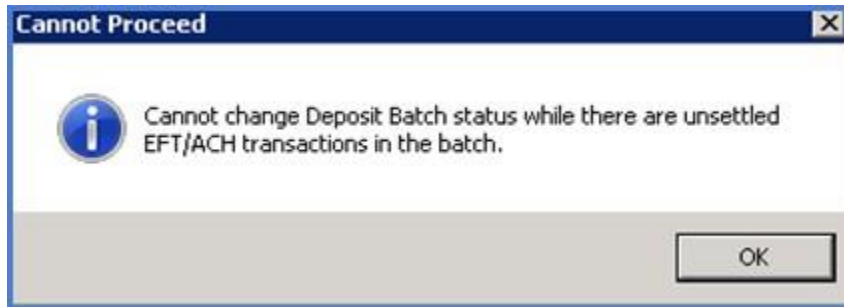 Cannot Proceed
Cannot change Deposit Batch status while there are unsettled
EFT/ACH transactions in the batch.
OK